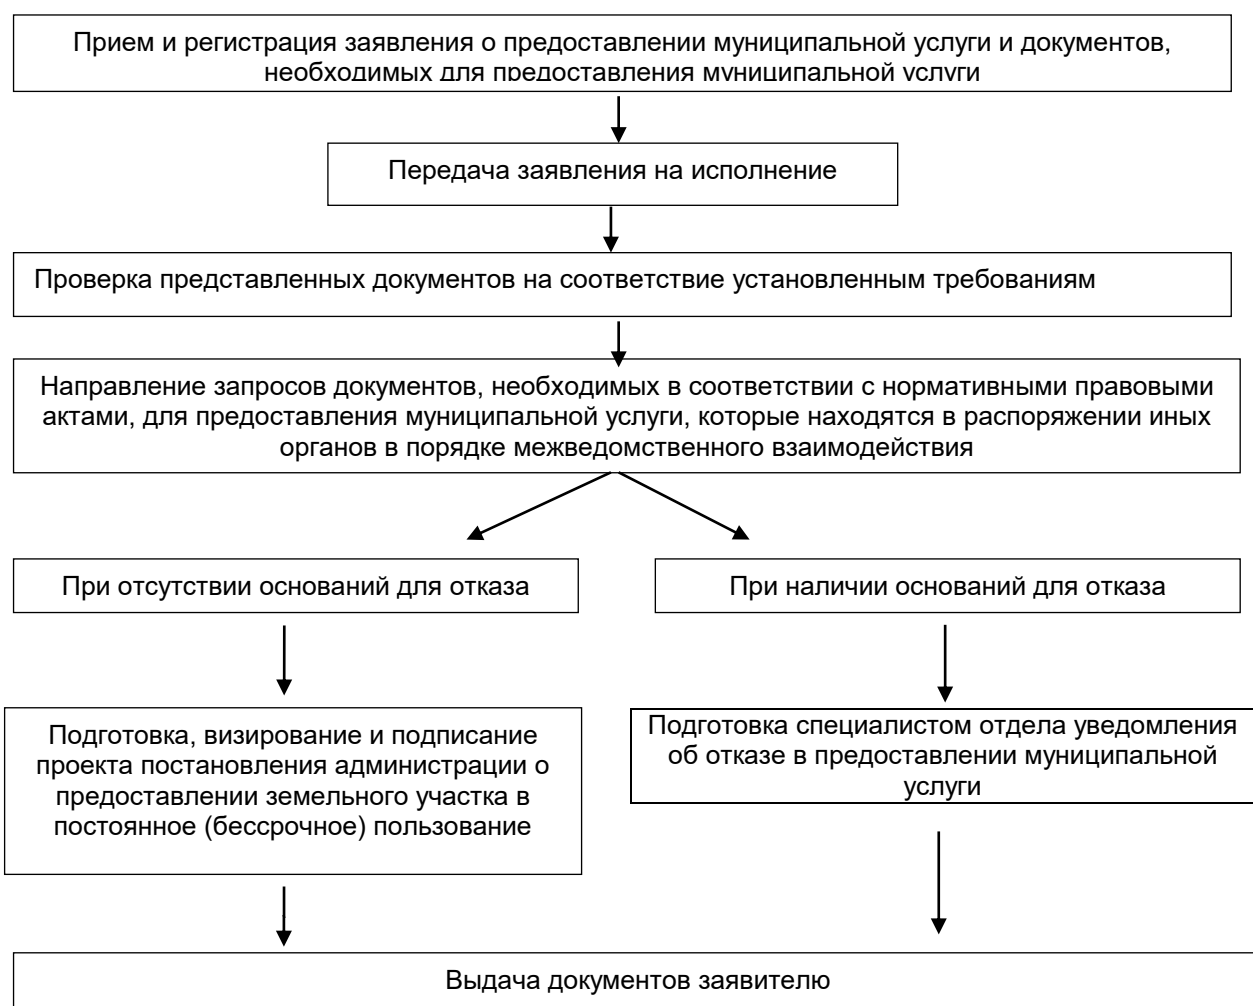 Прием и регистрация заявления о предоставлении муниципальной услуги и документов,
необходимых для предоставления муниципальной услуги
Передача заявления на исполнение
Проверка представленных документов на соответствие установленным требованиям
Направление запросов документов, необходимых в соответствии с нормативными правовыми
актами, для предоставления муниципальной услуги, которые находятся в распоряжении иных
органов в порядке межведомственного взаимодействия
При отсутствии оснований для отказа
При наличии оснований для отказа
Подготовка, визирование и подписание
проекта постановления администрации о
предоставлении земельного участка в
постоянное (бессрочное) пользование
Подготовка специалистом отдела уведомления
об отказе в предоставлении муниципальной
услуги
Выдача документов заявителю